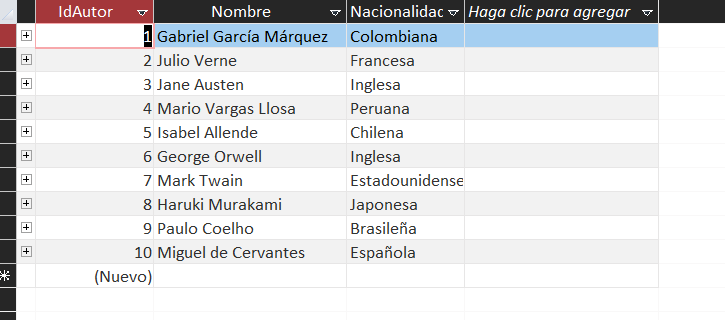 IdAutor Nombre Nacionalidad Haga clic para agregar
1 Gabriel García Márquez Colombiana
2 Julio Verne Francesa
3 Jane Austen Inglesa
4 Mario Vargas Llosa Peruana
5 Isabel Allende Chilena
6 George Orwell Inglesa
7 Mark Twain Estadounidense
8 Haruki Murakami Japonesa
9 Paulo Coelho Brasileña
10 Miguel de Cervantes Española
(Nuevo)